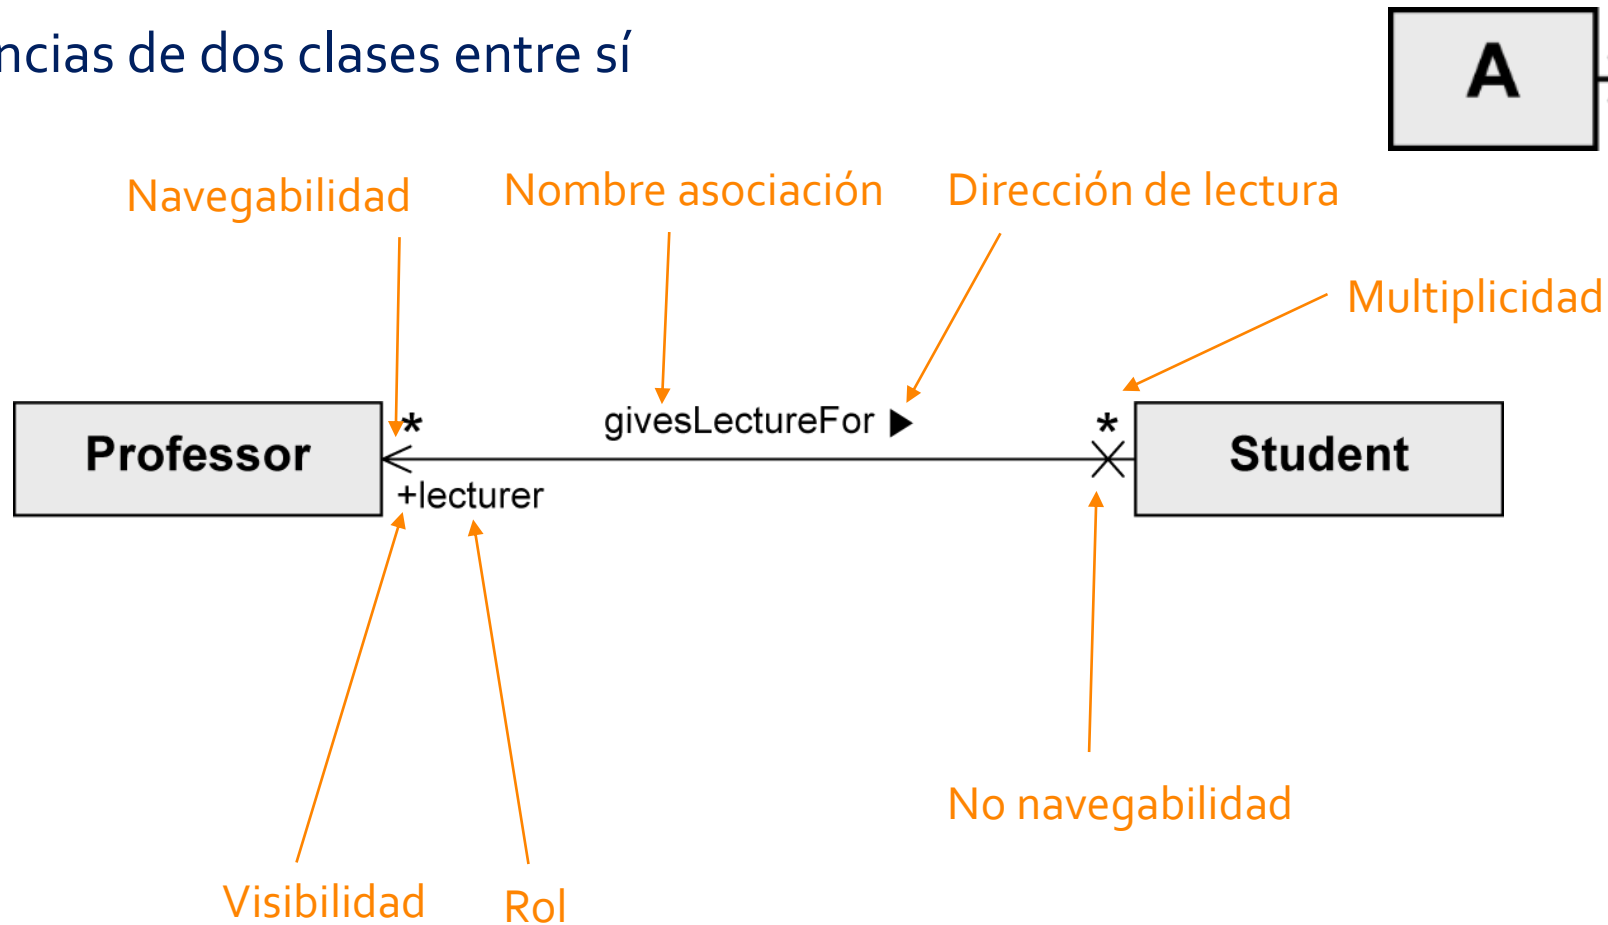 de dos clases entre sí
A
Navegabilidad
Nombre asociación
Dirección de lectura
Multiplicidad
*
givesLectureFor ▶
*
Professor
Student
+lecturer
No navegabilidad
Visibilidad
Rol